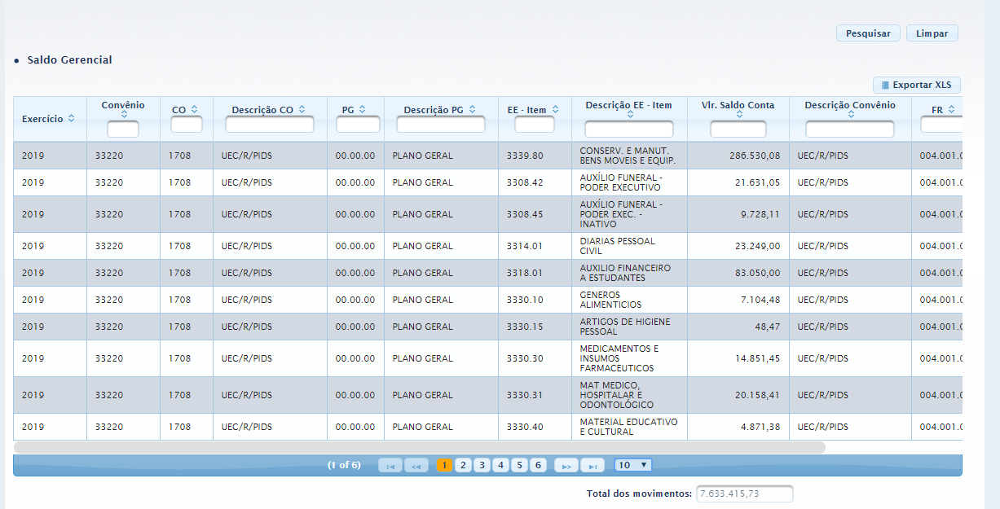 Pesquisar Limpar
• Saldo Gerencial
Exportar XLS
Exercício Convênio CO Descrição CO PG Descrição PG EE - Item Descrição EE - Item Vlr. Saldo Conta Descrição Convênio FR
2019 33220 1708 UEC/R/PIDS 00.00.00 PLANO GERAL 3339.80 CONSERV. E MANUT. 286.530,08 UEC/R/PIDS 004.001.0
BENS MOVEIS E EQUIP.
2019 33220 1708 UEC/R/PIDS 00.00.00 PLANO GERAL 3308.42 AUXÍLIO FUNERAL - 21.631,05 UEC/R/PIDS 004.001.0
PODER EXECUTIVO
2019 33220 1708 UEC/R/PIDS 00.00.00 PLANO GERAL 3308.45 AUXÍLIO FUNERAL - 9.728,11 UEC/R/PIDS 004.001.0
PODER EXEC. -
INATIVO
2019 33220 1708 UEC/R/PIDS 00.00.00 PLANO GERAL 3314.01 DIARIAS PESSOAL 23.249,00 UEC/R/PIDS 004.001.0
CIVIL
2019 33220 1708 UEC/R/PIDS 00.00.00 PLANO GERAL 3318.01 AUXILIO FINANCEIRO 83.050,00 UEC/R/PIDS 004.001.0
A ESTUDANTES
2019 33220 1708 UEC/R/PIDS 00.00.00 PLANO GERAL 3330.10 GENEROS 7.104,48 UEC/R/PIDS 004.001.0
ALIMENTICIOS
2019 33220 1708 UEC/R/PIDS 00.00.00 PLANO GERAL 3330.15 ARTIGOS DE HIGIENE 48,47 UEC/R/PIDS 004.001.0
PESSOAL
2019 33220 1708 UEC/R/PIDS 00.00.00 PLANO GERAL 3330.30 MEDICAMENTOS E 14.851,45 UEC/R/PIDS 004.001.0
INSUMOS
FARMACEUTICOS
2019 33220 1708 UEC/R/PIDS 00.00.00 PLANO GERAL 3330.31 MAT MEDICO, 20.158,41 UEC/R/PIDS 004.001.0
HOSPITALAR E
ODONTOLÓGICO
2019 33220 1708 UEC/R/PIDS 00.00.00 PLANO GERAL 3330.40 MATERIAL EDUCATIVO 4.871,38 UEC/R/PIDS 004.001.0
E CULTURAL
(1 of 6) 1 2 3 4 5 6 10
Total dos movimentos: 7.633.415,73